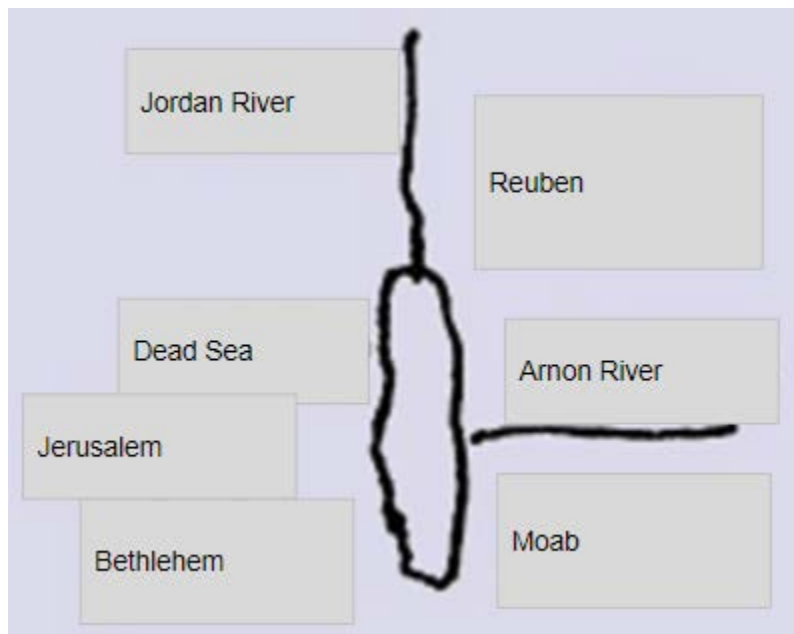 Jordan River
Reuben
Dead Sea
Arnon River
Jerusalem
Moab
Bethlehem